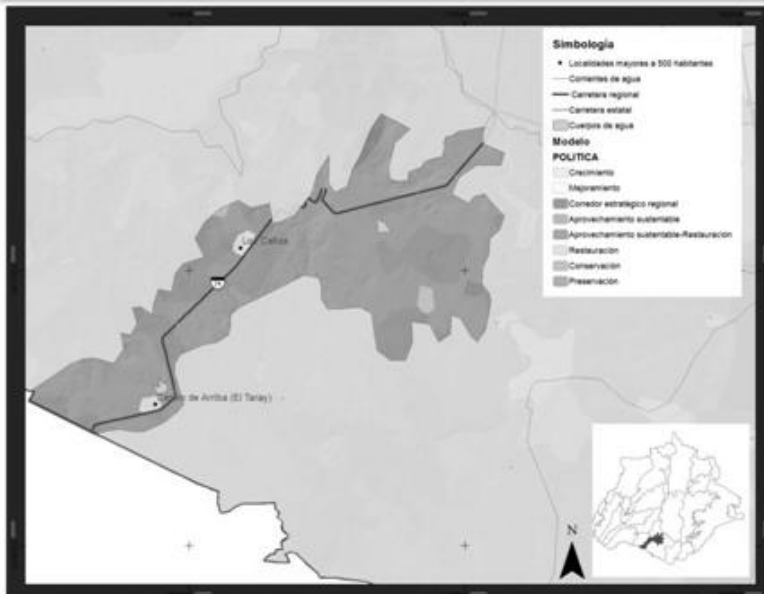 Simbología
Localidades mayores a 500 habitantes
Corrientes de agua
Carretera regional
Carretera estatal
Cuerpos de agua
Modelo
POLITICA
Crecimiento
Mejoramiento
Corredor estratégico regional
Aprovechamiento sustentable
Aprovechamiento sustentable-Restauración
Restauración
Conservación
Preservación
de Arriba (El Taray)
N